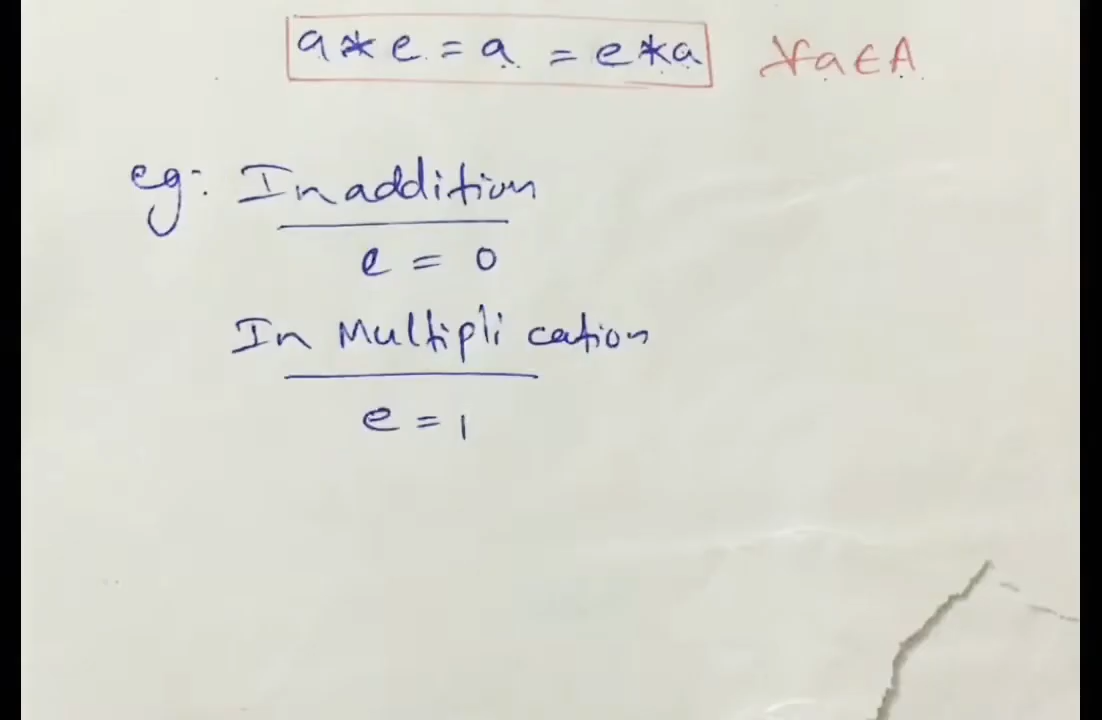 a * e = a = e * a ∀a∈A
eg: In addition
e = 0
In Multiplication
e = 1